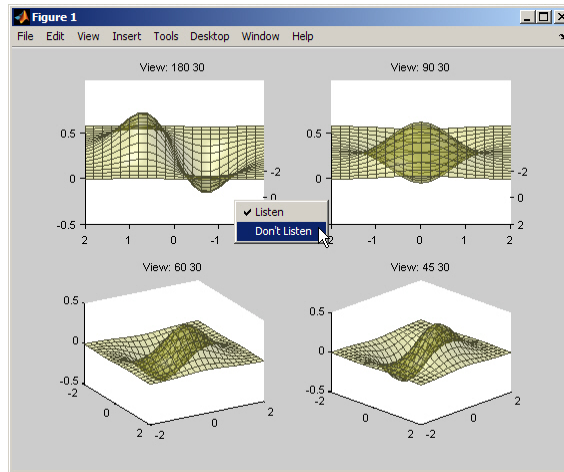 Figure 1
File Edit View Insert Tools Desktop Window Help
View: 180 30
0.5
0
-0.5
2 1 0 -1
-2
0
View: 90 30
0.5
0
-2
0
2
-2 -1 0 1 2
Listen
Don't Listen
View: 60 30
0.5
0
-0.5
-2
0
2
-2
0
2
View: 45 30
0.5
0
-0.5
-2
0
2
-2
0
2